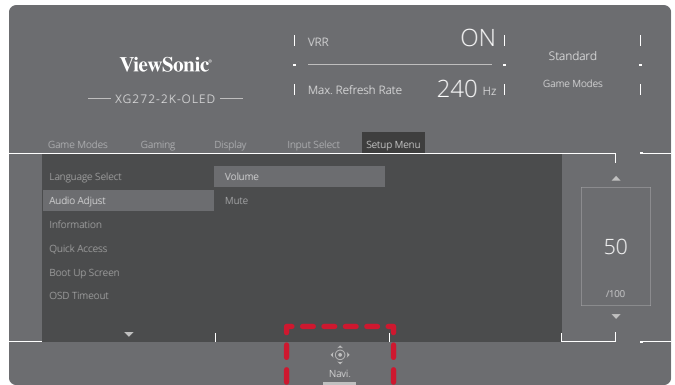 ViewSonic®
XG272-2K-OLED
VRR ON
Max. Refresh Rate 240 Hz
Standard
Game Modes
Game Modes Gaming Display Input Select Setup Menu
Language Select Volume
Audio Adjust Mute
Information
Quick Access
Boot Up Screen
OSD Timeout
50
/100
Navi.